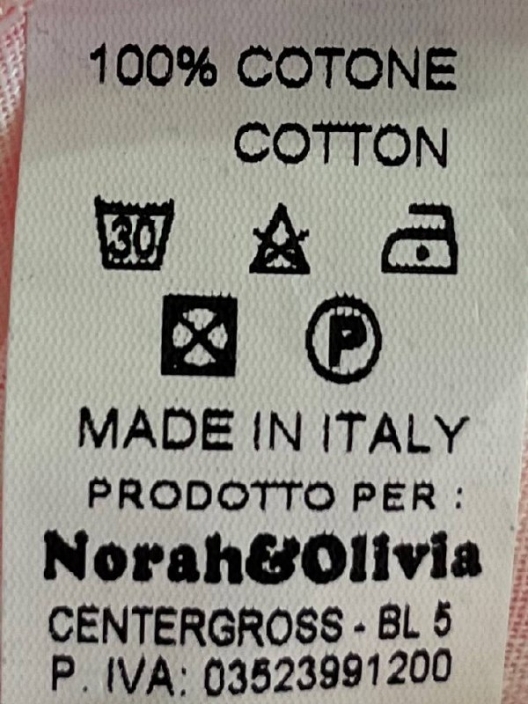 100% COTONE
COTTON
30
P
MADE IN ITALY
PRODOTTO PER :
Norah&Olivia
CENTERGROSS - BL 5
P. IVA: 03523991200